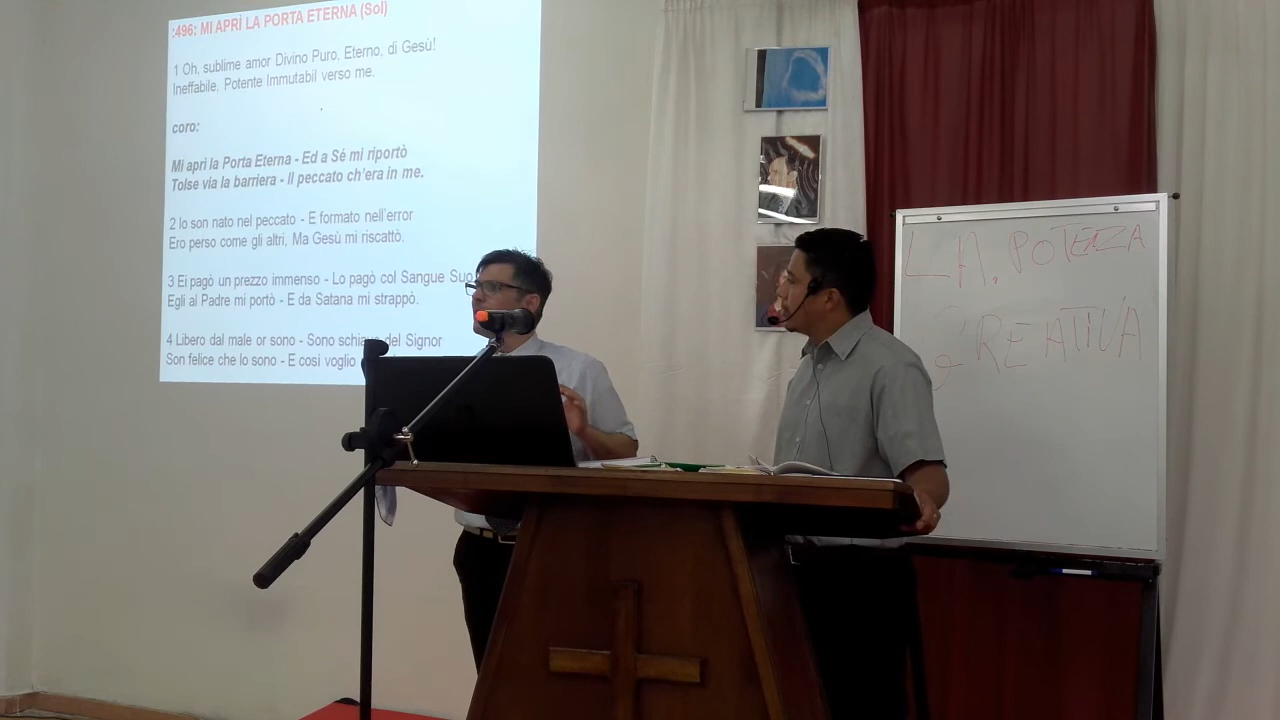 :496: MI APRÌ LA PORTA ETERNA (Sol)
1 Oh, sublime amor Divino Puro, Eterno, di Gesù!
Ineffabile, Potente Immutabil verso me.
coro:
Mi apri la Porta Eterna - Ed a Sé mi riportò
Tolse via la barriera - Il peccato ch'era in me.
2 Io son nato nel peccato - E formato nell'error
Ero perso come gli altri, Ma Gesù mi riscattò.
3 Ei pagò un prezzo immenso - Lo pagò col Sangue Suo
Egli al Padre mi portò - E da Satana mi strappò.
4 Libero dal male or sono - Sono schiavo del Signor
Son felice che lo sono - E così voglio
LA POTENZA
CREATIVA